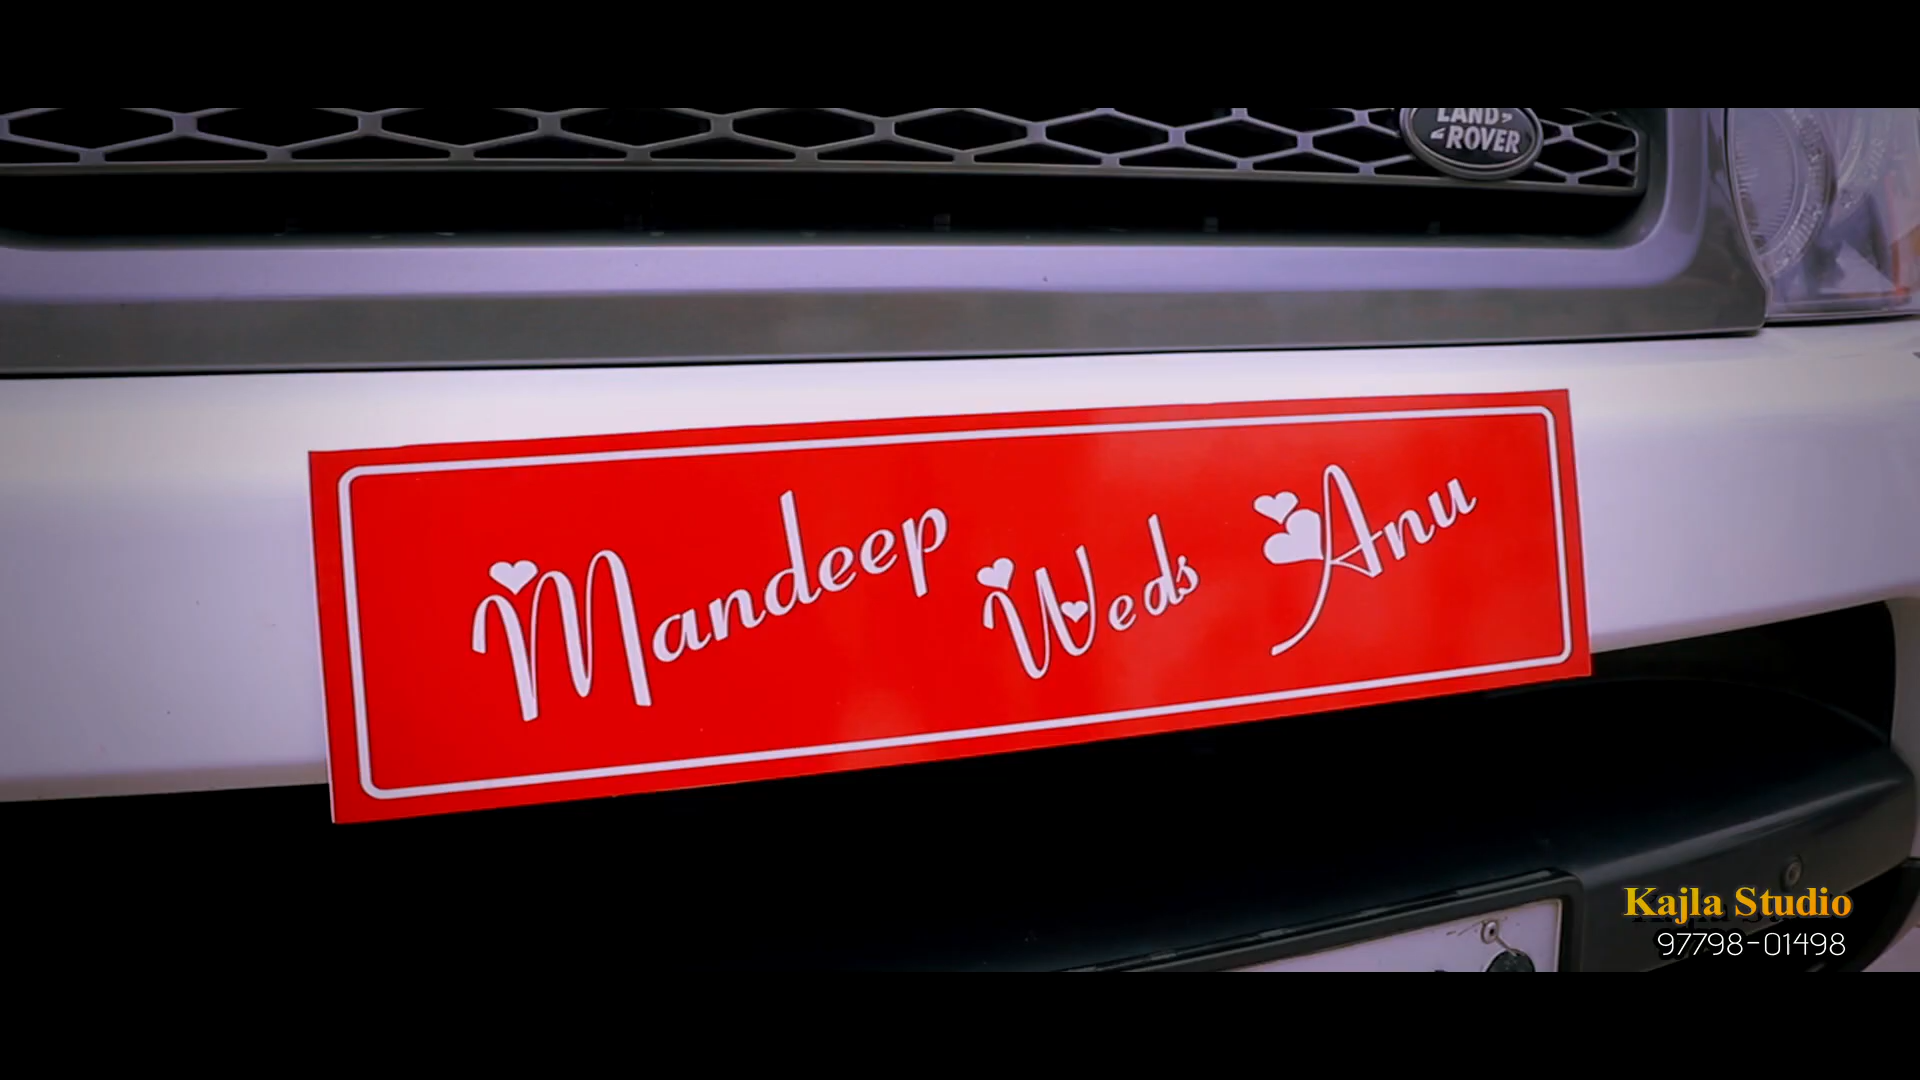 LAND
ROVER
Mandeep Weds Anu
Kajla Studio
97798-01498